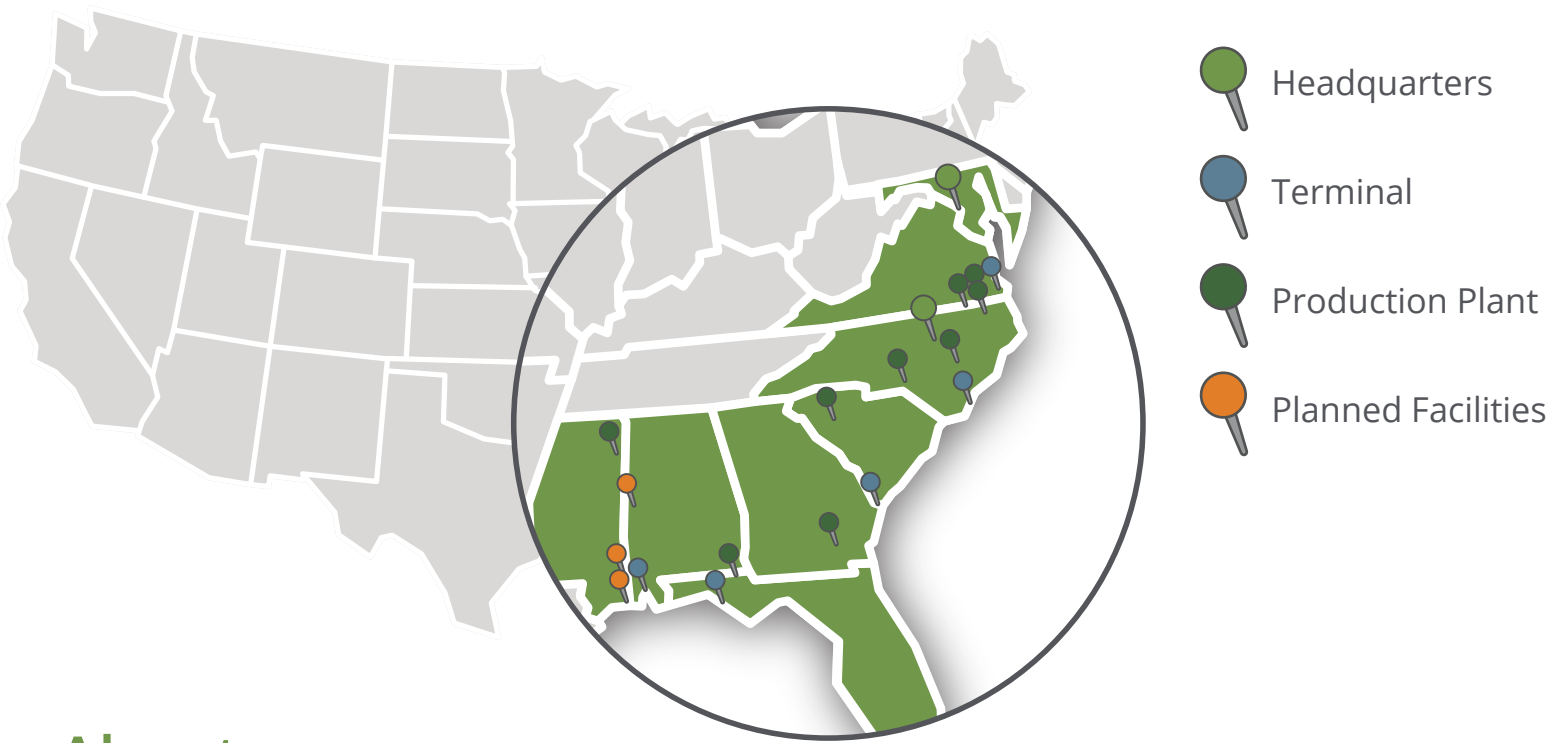 Headquarters
Terminal
Production Plant
Planned Facilities